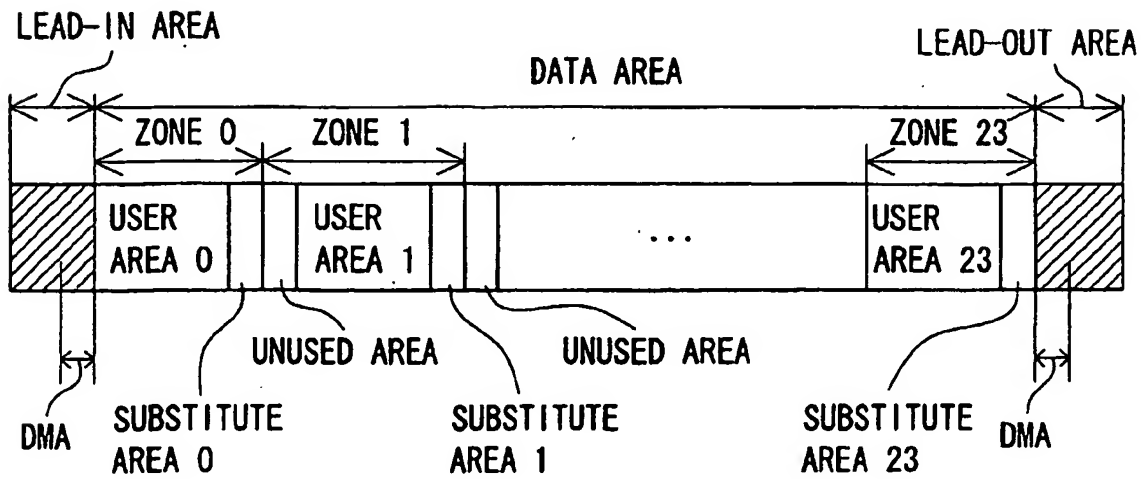 LEAD-IN AREA
LEAD-OUT AREA
DATA AREA
ZONE 0
ZONE 1
ZONE 23
USER
AREA 0
USER
AREA 1
...
USER
AREA 23
UNUSED AREA
UNUSED AREA
DMA
SUBSTITUTE
AREA 0
SUBSTITUTE
AREA 1
SUBSTITUTE
AREA 23
DMA